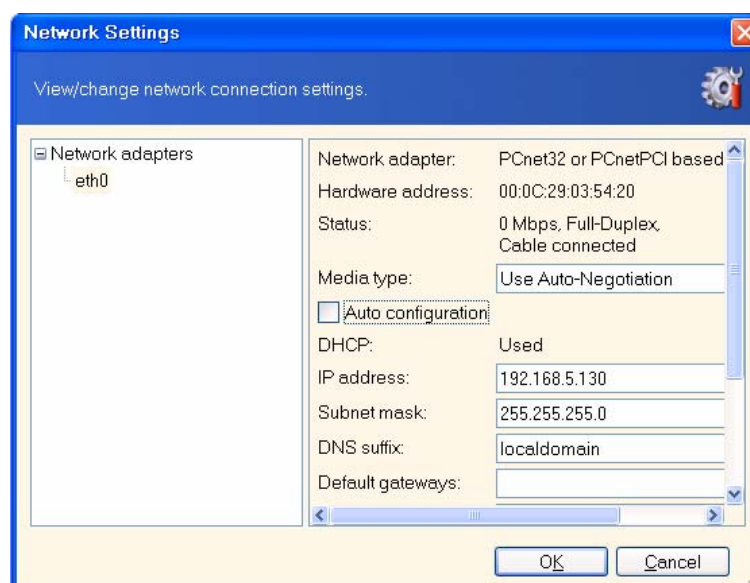 Network Settings
View/change network connection settings.
Network adapters
eth0
Network adapter: PCnet32 or PCnetPCI based
Hardware address: 00:0C:29:03:54:20
Status: 0 Mbps, Full-Duplex,
Cable connected
Media type: Use Auto-Negotiation
Auto configuration
DHCP: Used
IP address: 192.168.5.130
Subnet mask: 255.255.255.0
DNS suffix: localdomain
Default gateways:
OK Cancel